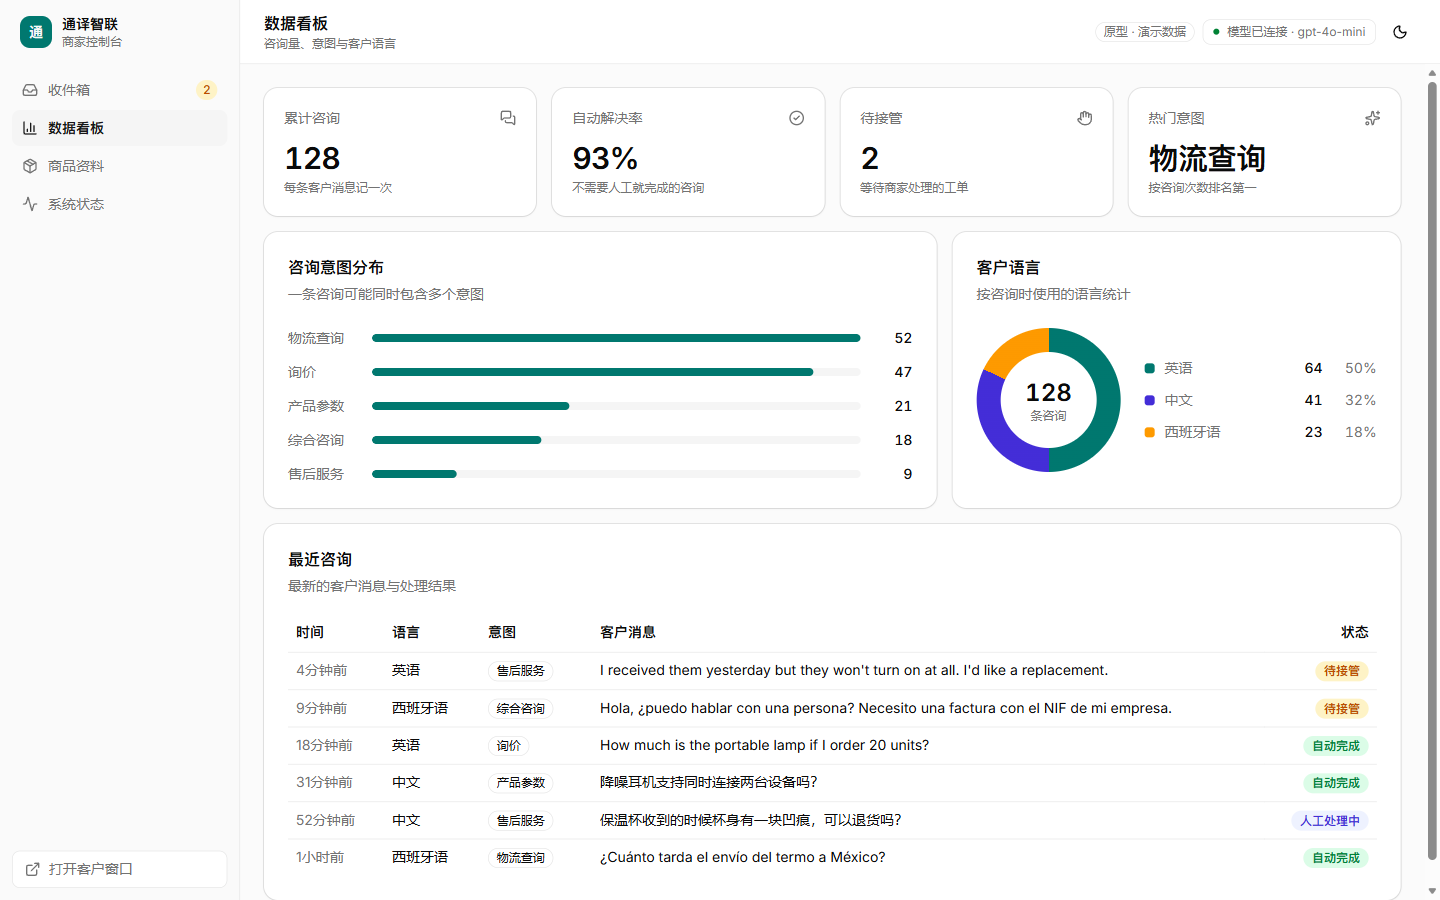 通
通译智联
商家控制台
收件箱
2
数据看板
商品资料
系统状态
打开客户窗口
数据看板
咨询量、意图与客户语言
原型 · 演示数据
模型已连接 · gpt-4o-mini
累计咨询
128
每条客户消息记一次
自动解决率
93%
不需要人工就完成的咨询
待接管
2
等待商家处理的工单
热门意图
物流查询
按咨询次数排名第一
咨询意图分布
一条咨询可能同时包含多个意图
物流查询 52
询价 47
产品参数 21
综合咨询 18
售后服务 9
客户语言
按咨询时使用的语言统计
128
条咨询
英语 64 50%
中文 41 32%
西班牙语 23 18%
最近咨询
最新的客户消息与处理结果
时间 语言 意图 客户消息 状态
4分钟前 英语 售后服务 I received them yesterday but they won't turn on at all. I'd like a replacement. 待接管
9分钟前 西班牙语 综合咨询 Hola, ¿puedo hablar con una persona? Necesito una factura con el NIF de mi empresa. 待接管
18分钟前 英语 询价 How much is the portable lamp if I order 20 units? 自动完成
31分钟前 中文 产品参数 降噪耳机支持同时连接两台设备吗? 自动完成
52分钟前 中文 售后服务 保温杯收到的时候杯身有一块凹痕，可以退货吗? 人工处理中
1小时前 西班牙语 物流查询 ¿Cuánto tarda el envío del termo a México? 自动完成